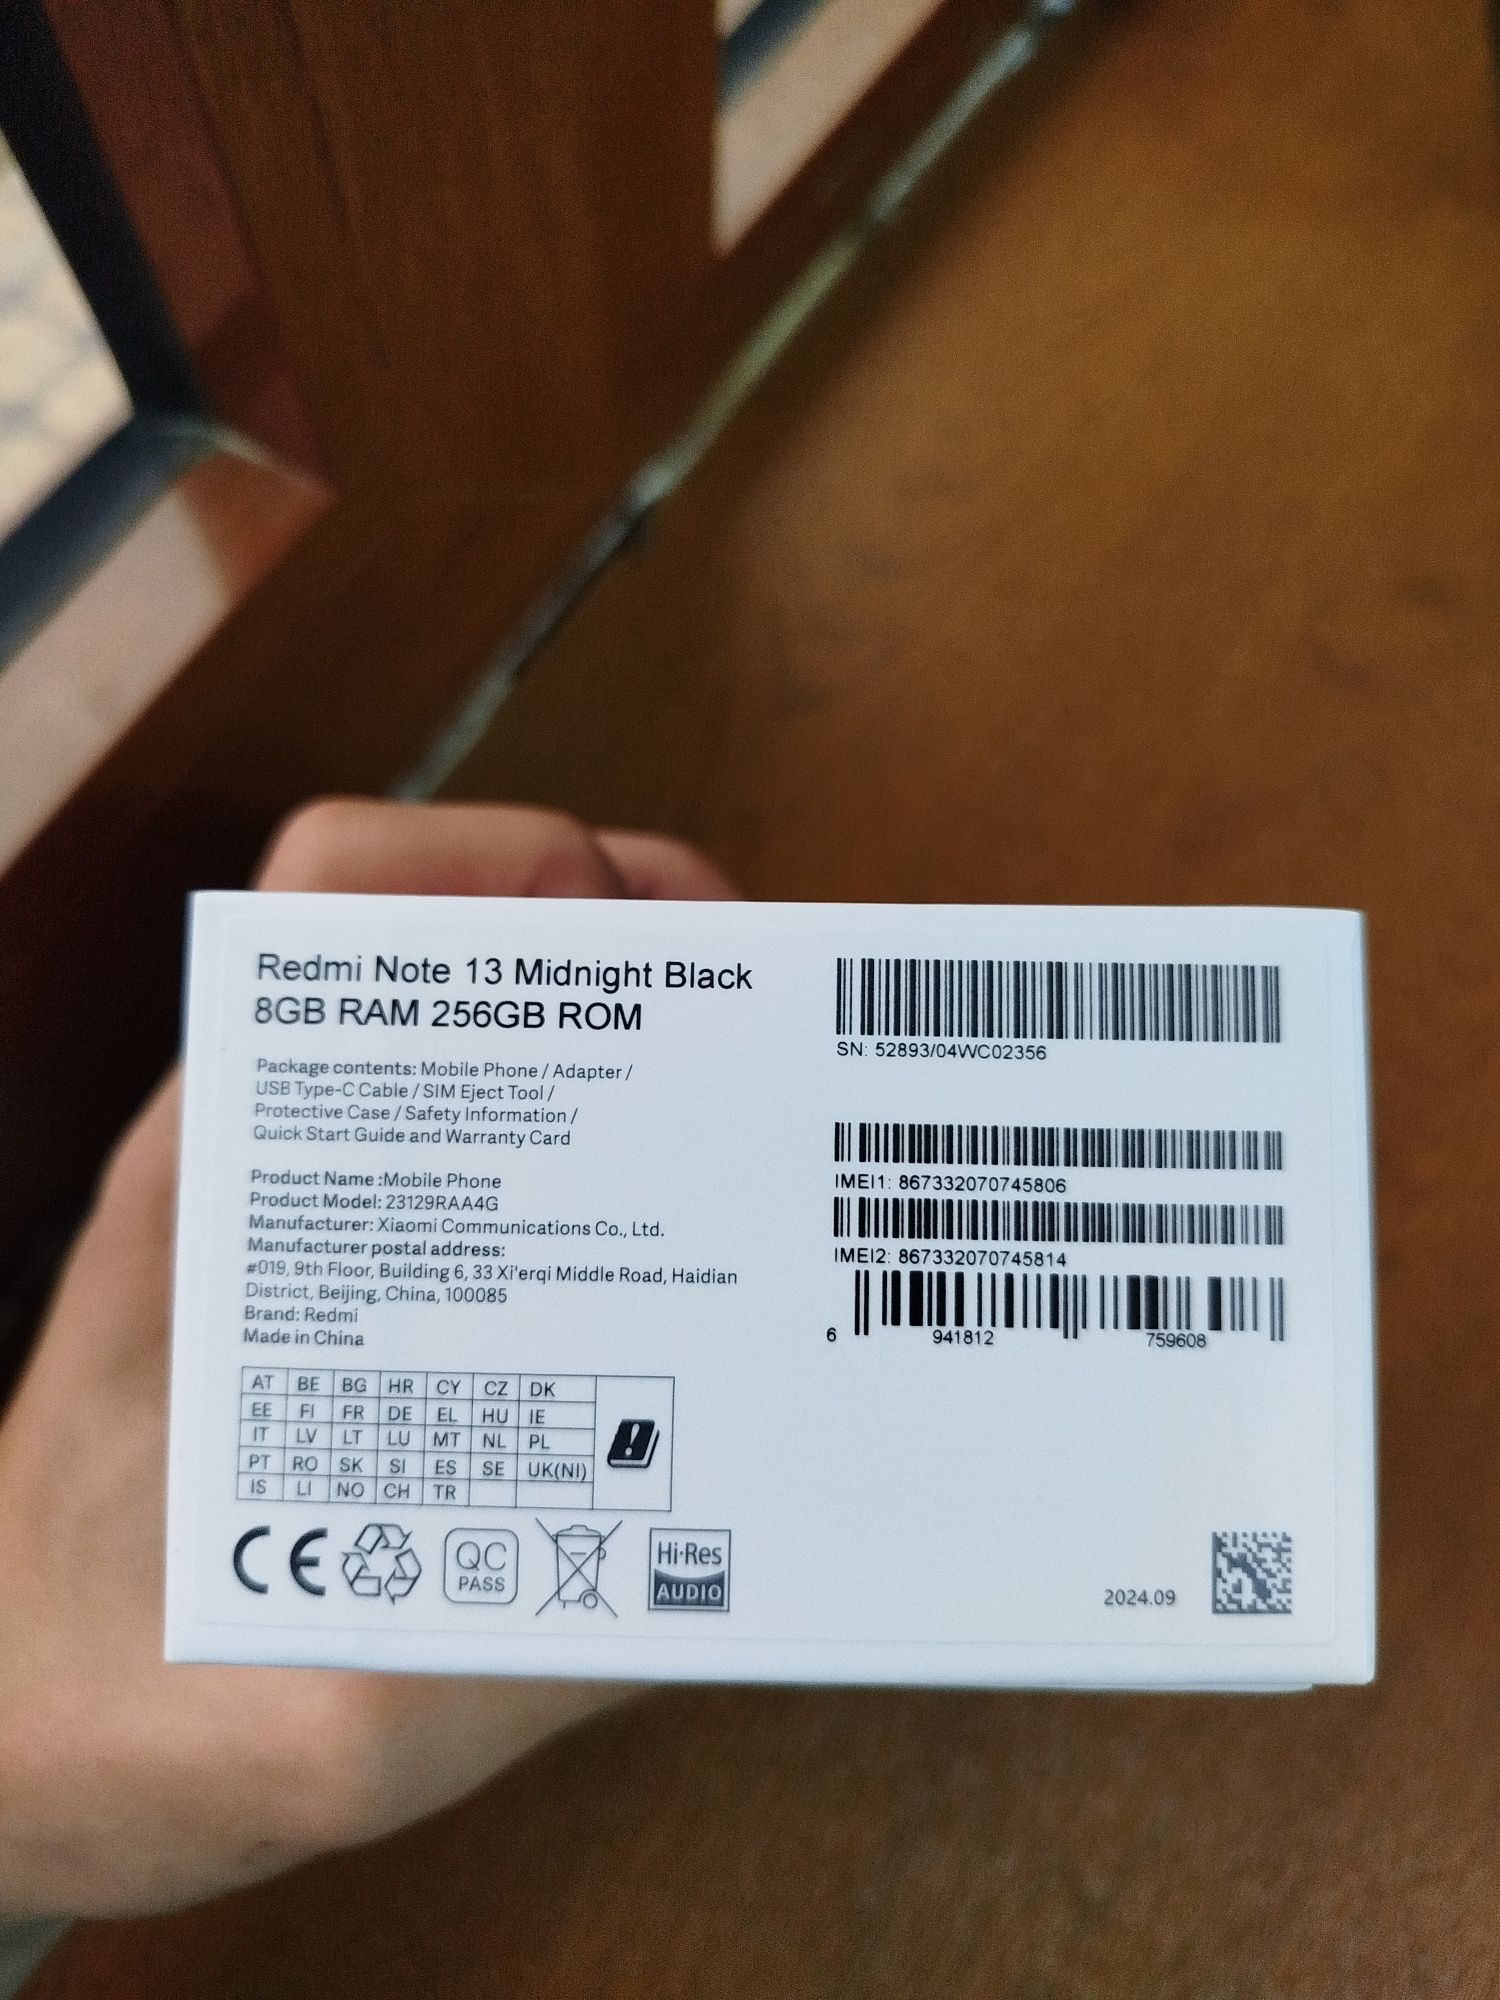 Redmi Note 13 Midnight Black
8GB RAM 256GB ROM
Package contents: Mobile Phone / Adapter /
USB Type-C Cable / SIM Eject Tool /
Protective Case / Safety Information /
Quick Start Guide and Warranty Card
Product Name :Mobile Phone
Product Model: 23129RAA4G
Manufacturer: Xiaomi Communications Co., Ltd.
Manufacturer postal address:
#019, 9th Floor, Building 6, 33 Xi'erqi Middle Road, Haidian
District, Beijing, China, 100085
Brand: Redmi
Made in China
AT BE BG HR CY CZ DK
EE FI FR DE EL HU IE
IT LV LT LU MT NL PL
PT RO SK SI ES SE UK(NI)
IS LI NO CH TR
CE
QC
PASS
Hi-Res
AUDIO
SN: 52893/04WC02356
IMEI1: 867332070745806
IMEI2: 867332070745814
6 941812 759608
2024.09